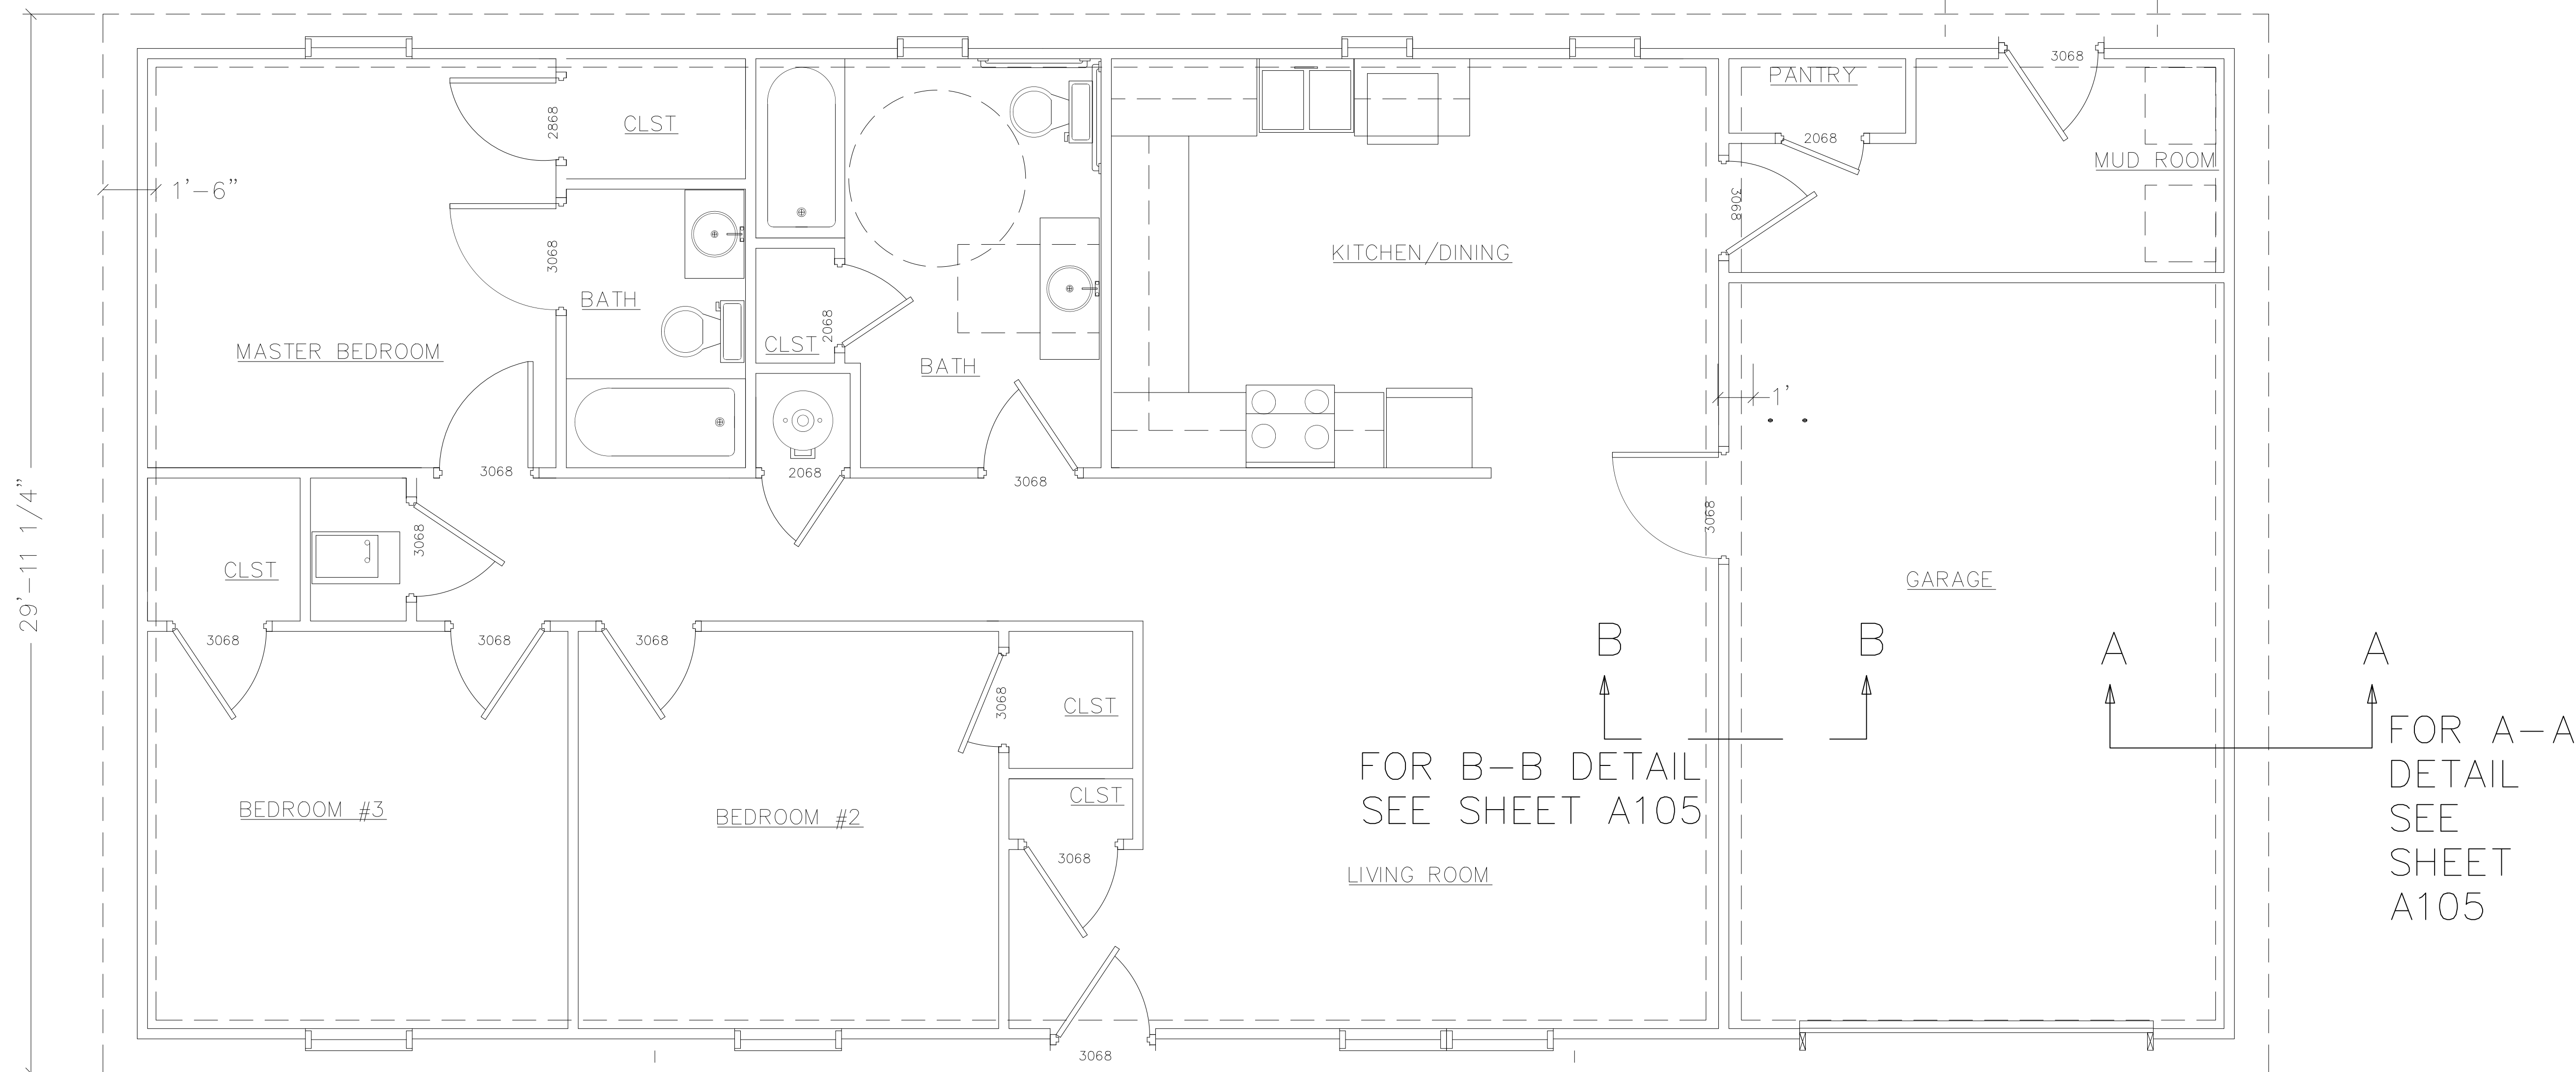 3068
PANTRY
2868
CLST
2068
MUD ROOM
1'-6"
3068
3068
KITCHEN/DINING
BATH
2068
CLST
MASTER BEDROOM
BATH
1'
3068
2068
3068
29'-11 1/4"
3068
3068
CLST
GARAGE
3068
3068
3068
B
B
A
A
3068
CLST
FOR A-A
DETAIL
SEE
SHEET
A105
FOR B-B DETAIL
SEE SHEET A105
CLST
BEDROOM #3
BEDROOM #2
3068
LIVING ROOM
3068